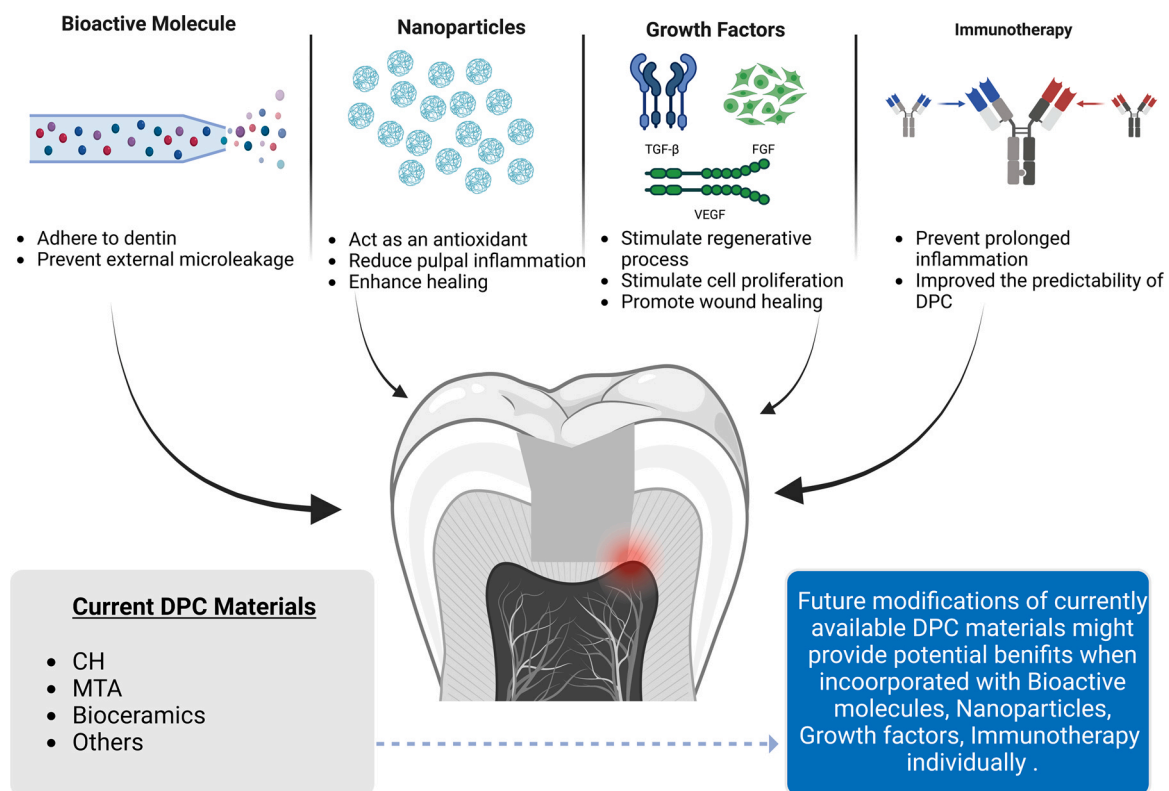 Bioactive Molecule
• Adhere to dentin
• Prevent external microleakage
Nanoparticles
• Act as an antioxidant
• Reduce pulpal inflammation
• Enhance healing
Growth Factors
TGF-β
FGF
VEGF
• Stimulate regenerative
process
• Stimulate cell proliferation
• Promote wound healing
Immunotherapy
• Prevent prolonged
inflammation
• Improved the predictability of
DPC
Current DPC Materials
• CH
• MTA
• Bioceramics
• Others
Future modifications of currently
available DPC materials might
provide potential benifits when
incoorporated with Bioactive
molecules, Nanoparticles,
Growth factors, Immunotherapy
individually .